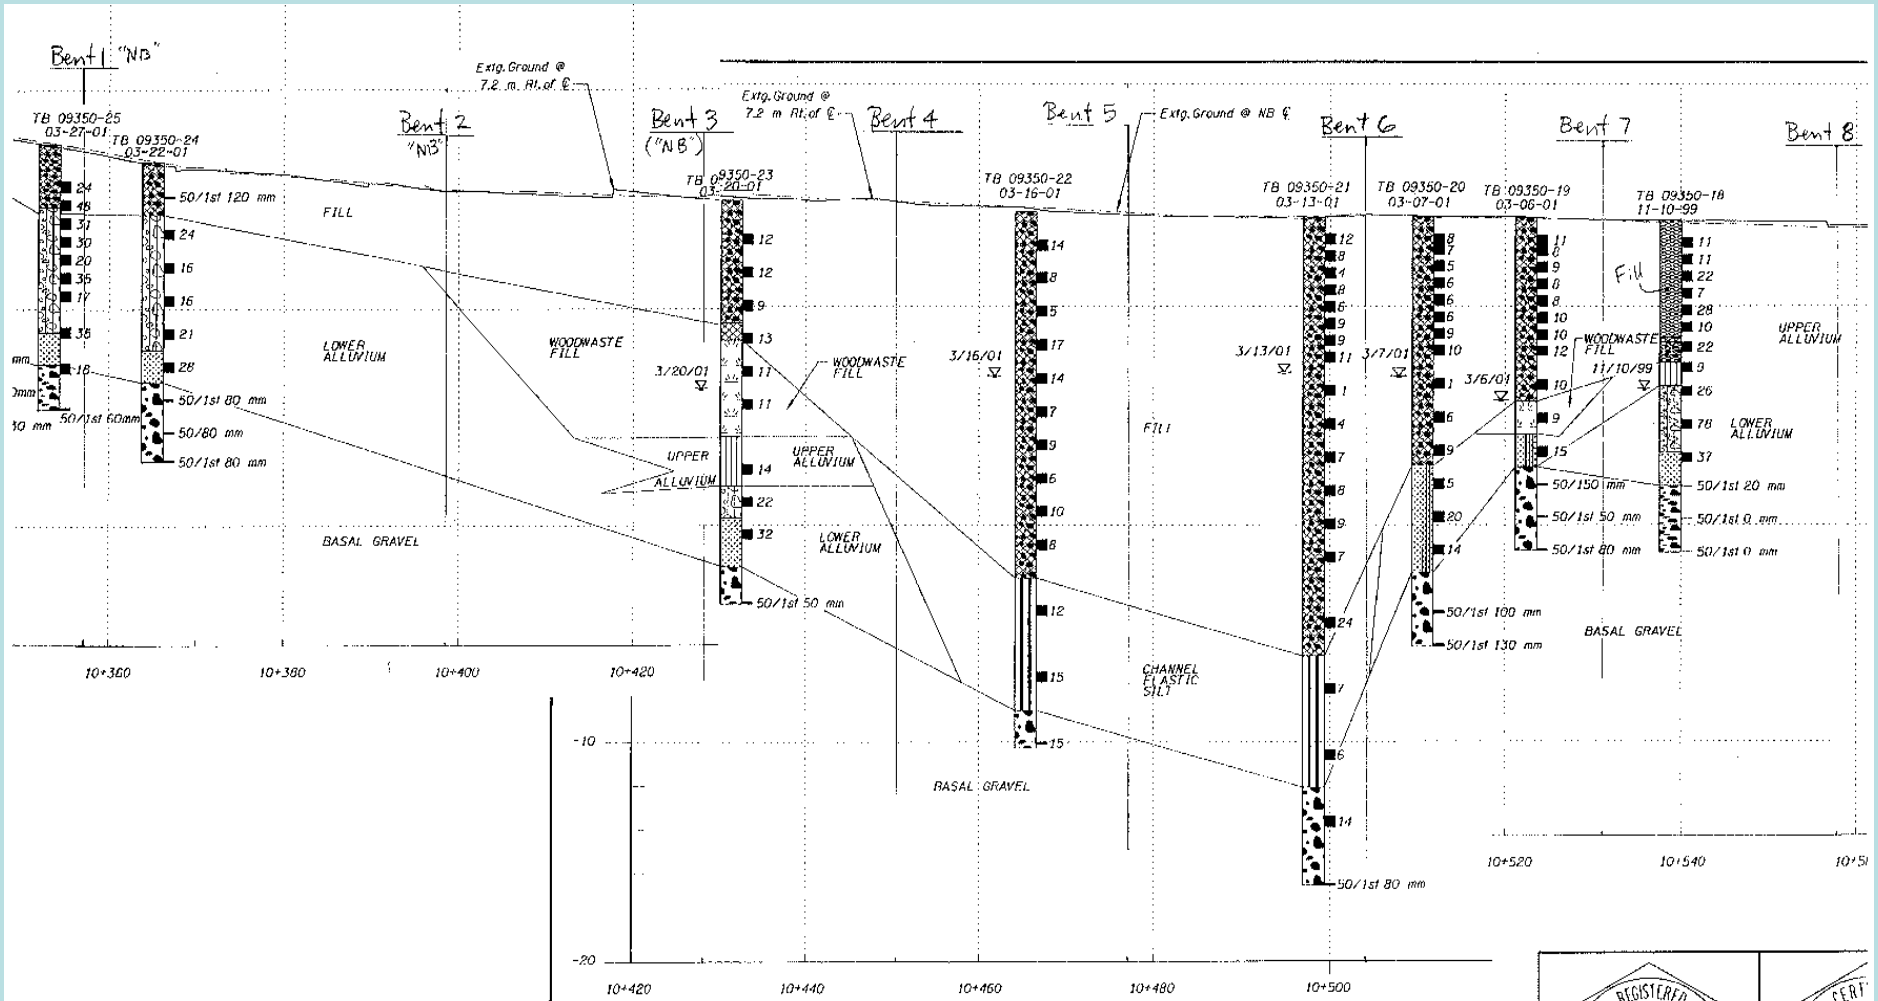 Bent 1 "NB"
TB 09350-25
03-27-01
TB 09350-24
03-22-01
24
48
31
30
20
35
17
35
18
mm
0mm
30 mm
50/1st 60mm
50/1st 120 mm
24
16
16
21
28
50/1st 80 mm
50/80 mm
50/1st 80 mm
Bent 2
"NB"
Extg. Ground @
7.2 m Rt. of ℄
FILL
LOWER
ALLUVIUM
BASAL GRAVEL
WOODWASTE
FILL
Bent 3
("NB")
TB 09350-23
03-20-01
12
12
9
13
11
11
14
22
32
50/1st 50 mm
3/20/01
UPPER
ALLUVIUM
Extg. Ground @
7.2 m Rt. of ℄
Bent 4
WOODWASTE
FILL
UPPER
ALLUVIUM
LOWER
ALLUVIUM
BASAL GRAVEL
TB 09350-22
03-16-01
3/16/01
14
8
5
17
14
7
9
6
10
8
12
15
15
Bent 5
Extg. Ground @ NB ℄
FILL
CHANNEL
ELASTIC
SILT
Bent 6
TB 09350-21
03-13-01
3/13/01
12
8
4
8
6
9
9
11
1
4
7
8
9
7
24
7
6
14
50/1st 80 mm
TB 09350-20
03-07-01
3/7/01
8
7
5
6
6
6
9
10
1
6
9
15
20
14
50/1st 100 mm
50/1st 130 mm
Bent 7
TB 09350-19
03-06-01
3/6/01
11
8
9
8
8
10
10
12
10
9
15
50/150 mm
50/1st 50 mm
50/1st 80 mm
WOODWASTE
FILL
11/10/99
BASAL GRAVEL
TB 09350-18
11-10-99
Fill
11
11
22
7
28
10
22
9
26
78
37
50/1st 20 mm
50/1st 0 mm
50/1st 0 mm
Bent 8
UPPER
ALLUVIUM
LOWER
ALLUVIUM
10+360
10+380
10+400
10+420
-10
-20
10+420
10+440
10+460
10+480
10+500
10+520
10+540
REGISTERED